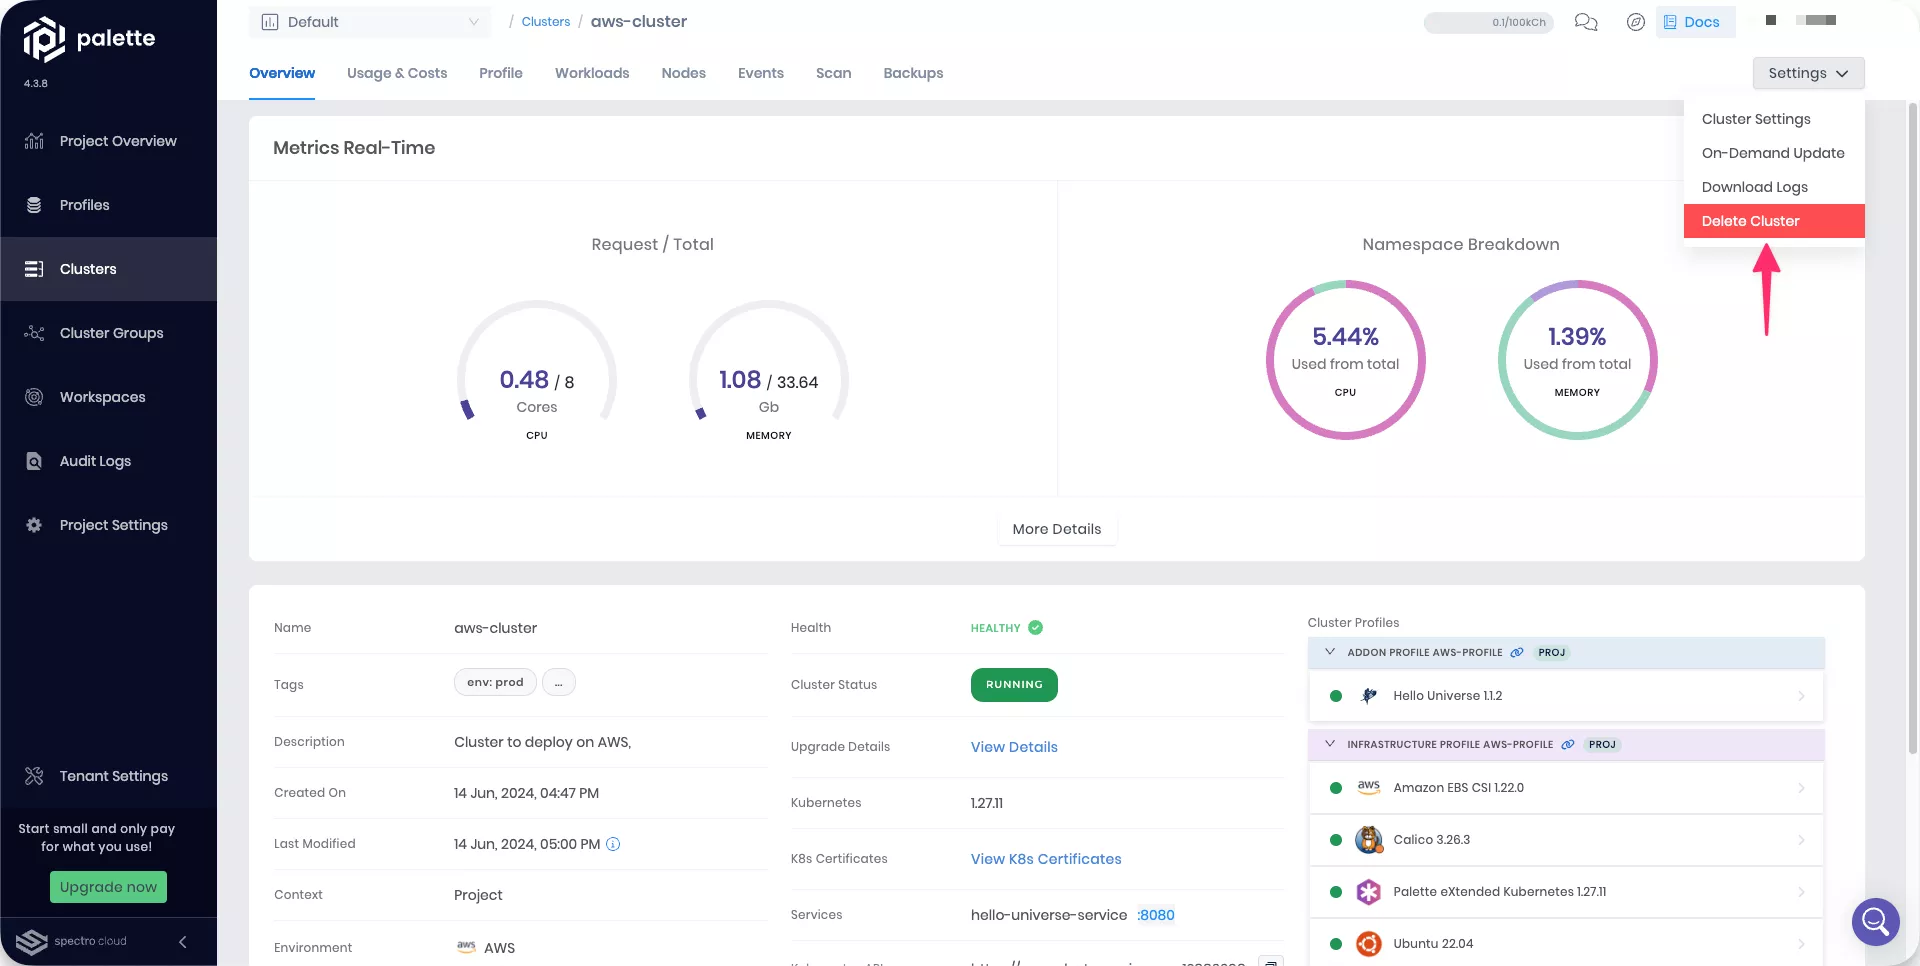 palette
4.3.8
Project Overview
Profiles
Clusters
Cluster Groups
Workspaces
Audit Logs
Project Settings
Tenant Settings
Start small and only pay
for what you use!
Upgrade now
spectro cloud
Default
/ Clusters / aws-cluster
0.1/100kCh
Docs
Overview
Usage & Costs
Profile
Workloads
Nodes
Events
Scan
Backups
Settings
Cluster Settings
On-Demand Update
Download Logs
Delete Cluster
Metrics Real-Time
Request / Total
0.48 / 8
Cores
CPU
1.08 / 33.64
Gb
MEMORY
Namespace Breakdown
5.44%
Used from total
CPU
1.39%
Used from total
MEMORY
More Details
Name aws-cluster
Tags env: prod ...
Description Cluster to deploy on AWS,
Created On 14 Jun, 2024, 04:47 PM
Last Modified 14 Jun, 2024, 05:00 PM
Context Project
Environment aws AWS
Health HEALTHY
Cluster Status RUNNING
Upgrade Details View Details
Kubernetes 1.27.11
K8s Certificates View K8s Certificates
Services hello-universe-service :8080
Cluster Profiles
ADDON PROFILE AWS-PROFILE PROJ
Hello Universe 1.1.2
INFRASTRUCTURE PROFILE AWS-PROFILE PROJ
aws Amazon EBS CSI 1.22.0
Calico 3.26.3
Palette eXtended Kubernetes 1.27.11
Ubuntu 22.04